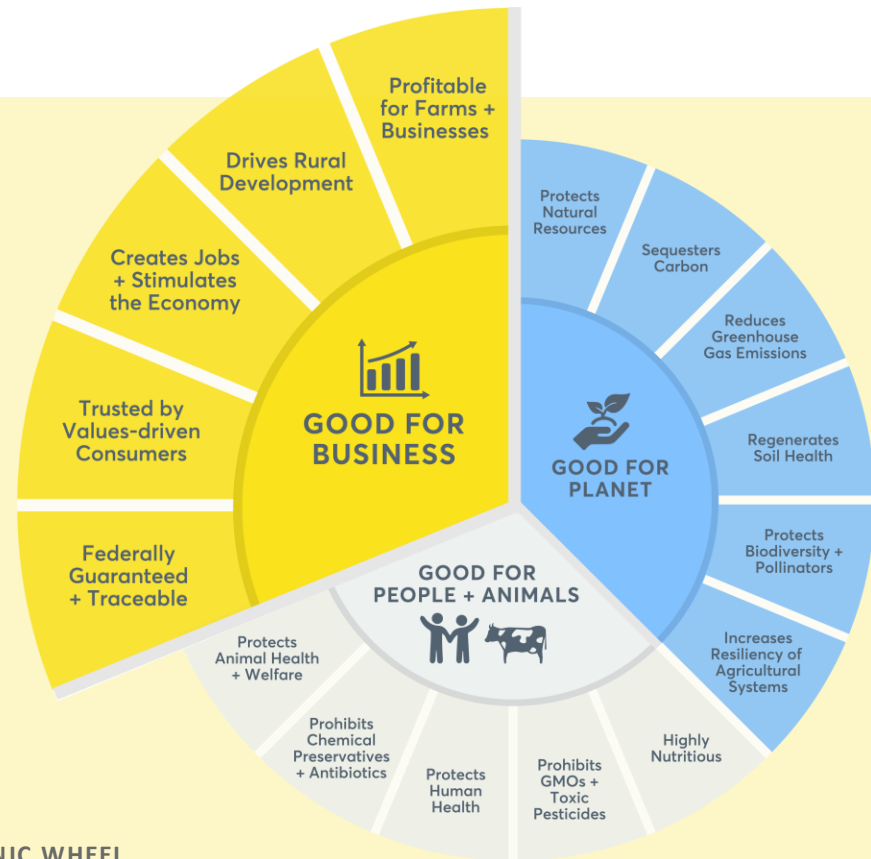 Profitable
for Farms +
Businesses
Drives Rural
Development
Creates Jobs
+ Stimulates
the Economy
Trusted by
Values-driven
Consumers
Federally
Guaranteed
+ Traceable
GOOD FOR
BUSINESS
Protects
Natural
Resources
Sequesters
Carbon
Reduces
Greenhouse
Gas Emissions
Regenerates
Soil Health
Protects
Biodiversity +
Pollinators
Increases
Resiliency of
Agricultural
Systems
GOOD FOR
PLANET
GOOD FOR
PEOPLE + ANIMALS
Protects
Animal Health
+ Welfare
Prohibits
Chemical
Preservatives
+ Antibiotics
Protects
Human
Health
Prohibits
GMOs +
Toxic
Pesticides
Highly
Nutritious